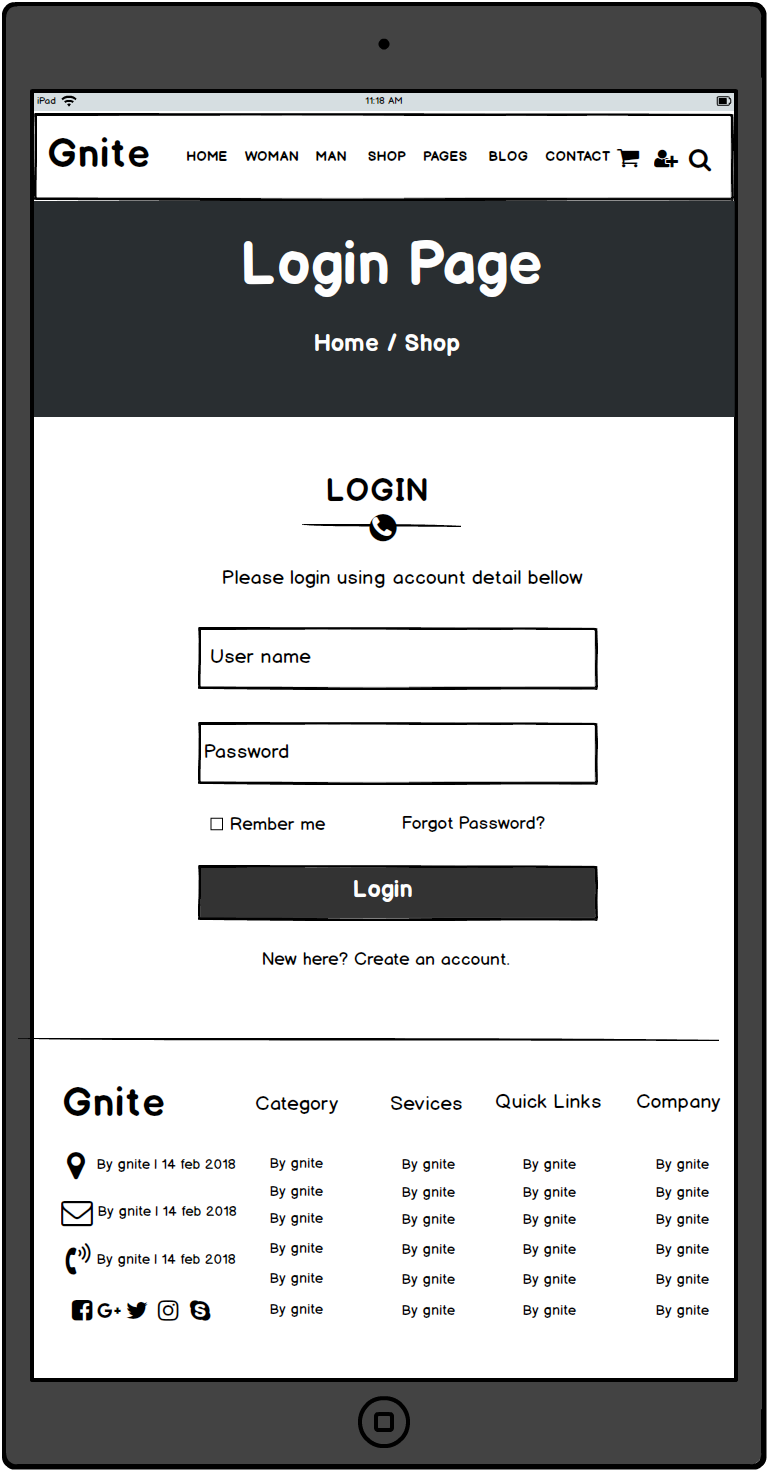 iPad 11:18 AM
Gnite HOME WOMAN MAN SHOP PAGES BLOG CONTACT
Login Page
Home / Shop
LOGIN
Please login using account detail bellow
User name
Password
Rember me Forgot Password?
Login
New here? Create an account.
Gnite Category Sevices Quick Links Company
By gnite | 14 feb 2018 By gnite By gnite By gnite By gnite
By gnite By gnite By gnite By gnite
By gnite | 14 feb 2018 By gnite By gnite By gnite By gnite
By gnite | 14 feb 2018 By gnite By gnite By gnite By gnite
By gnite By gnite By gnite By gnite
By gnite By gnite By gnite By gnite